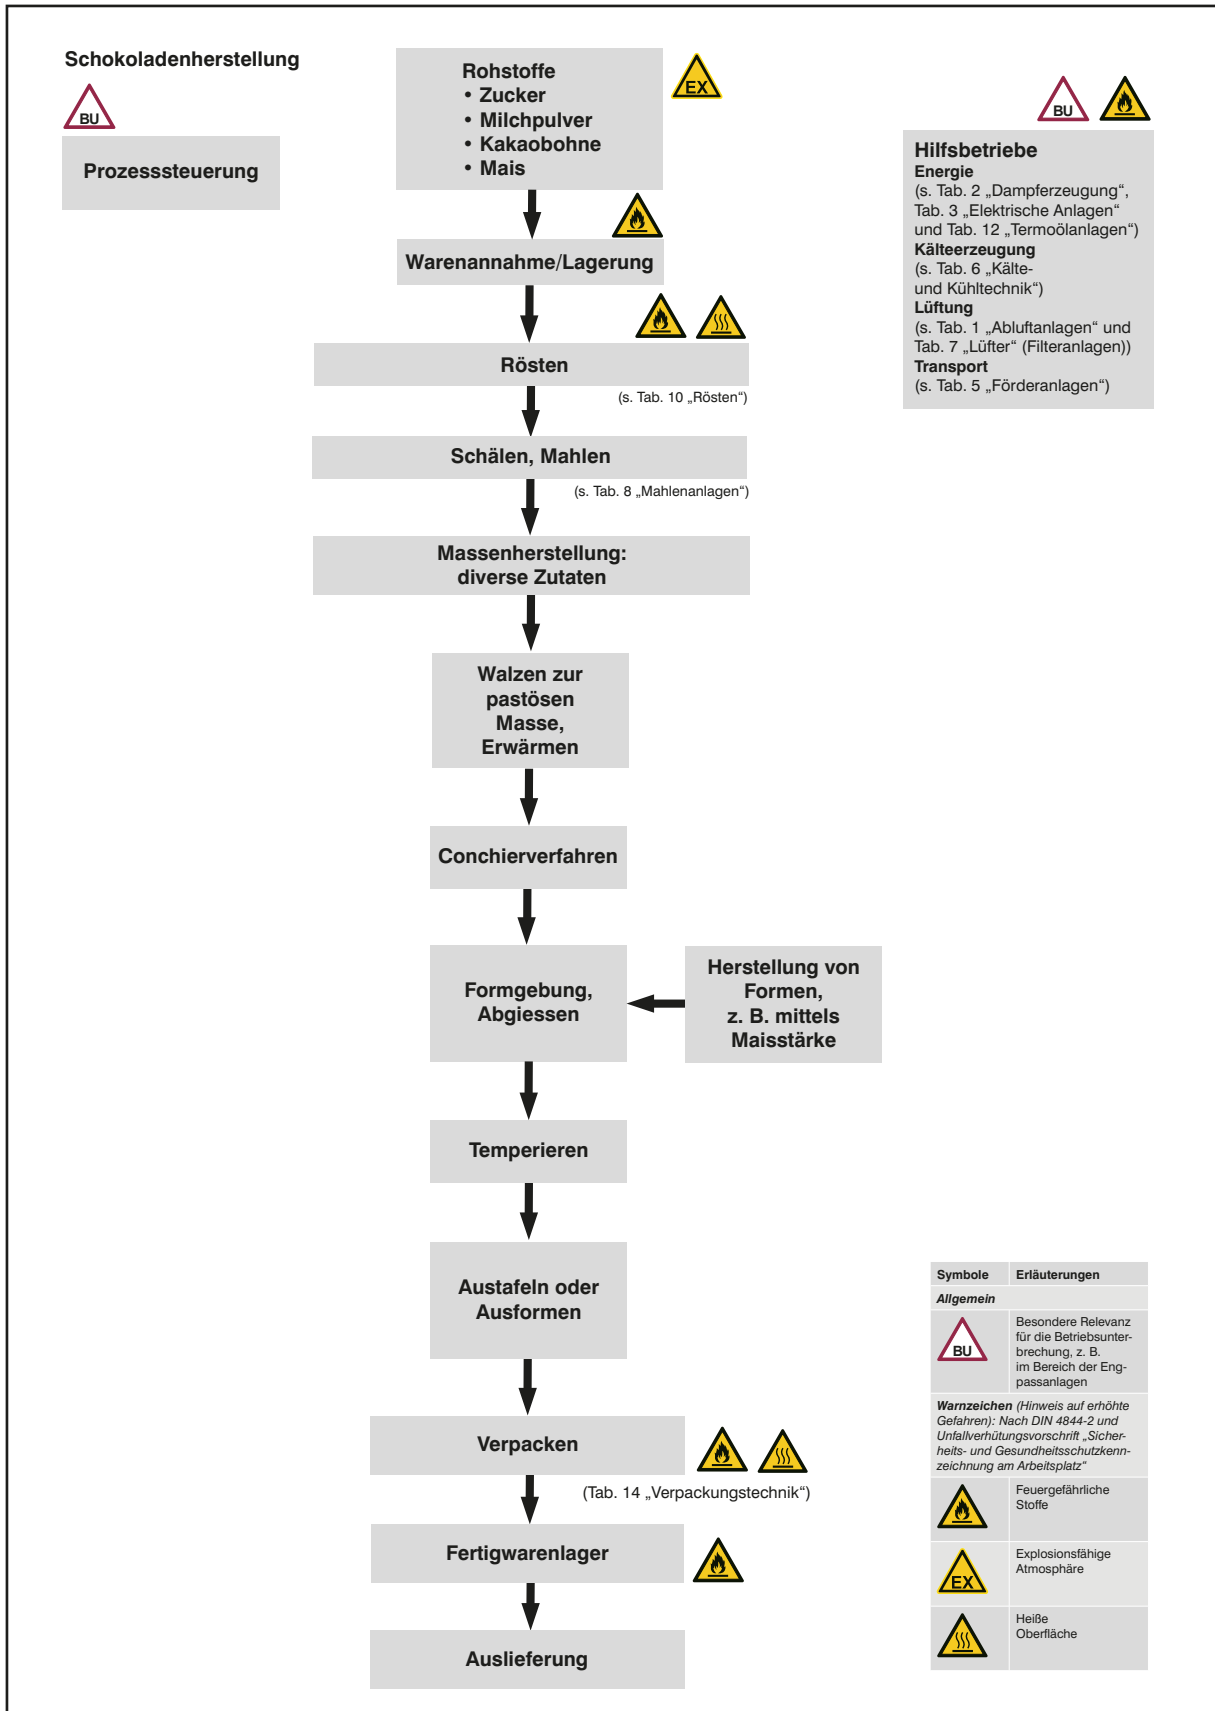 Schokoladenherstellung
BU
Prozesssteuerung
Rohstoffe
• Zucker
• Milchpulver
• Kakaobohne
• Mais
EX
BU
Hilfsbetriebe
Energie
(s. Tab. 2 „Dampferzeugung“,
Tab. 3 „Elektrische Anlagen“
und Tab. 12 „Termoölanlagen“)
Kälteerzeugung
(s. Tab. 6 „Kälte-
und Kühltechnik“)
Lüftung
(s. Tab. 1 „Abluftanlagen“ und
Tab. 7 „Lüfter“ (Filteranlagen))
Transport
(s. Tab. 5 „Förderanlagen“)
Warenannahme/Lagerung
Rösten
(s. Tab. 10 „Rösten“)
Schälen, Mahlen
(s. Tab. 8 „Mahlenanlagen“)
Massenherstellung:
diverse Zutaten
Walzen zur
pastösen
Masse,
Erwärmen
Conchierverfahren
Formgebung,
Abgiessen
Herstellung von
Formen,
z. B. mittels
Maisstärke
Temperieren
Austafeln oder
Ausformen
Verpacken
(Tab. 14 „Verpackungstechnik“)
Fertigwarenlager
Auslieferung
Symbole Erläuterungen
Allgemein
BU
Besondere Relevanz
für die Betriebsunter-
brechung, z. B.
im Bereich der Eng-
passanlagen
Warnzeichen (Hinweis auf erhöhte
Gefahren): Nach DIN 4844-2 und
Unfallverhütungsvorschrift „Sicher-
heits- und Gesundheitsschutzkenn-
zeichnung am Arbeitsplatz“
Feuergefährliche
Stoffe
EX
Explosionsfähige
Atmosphäre
Heiße
Oberfläche